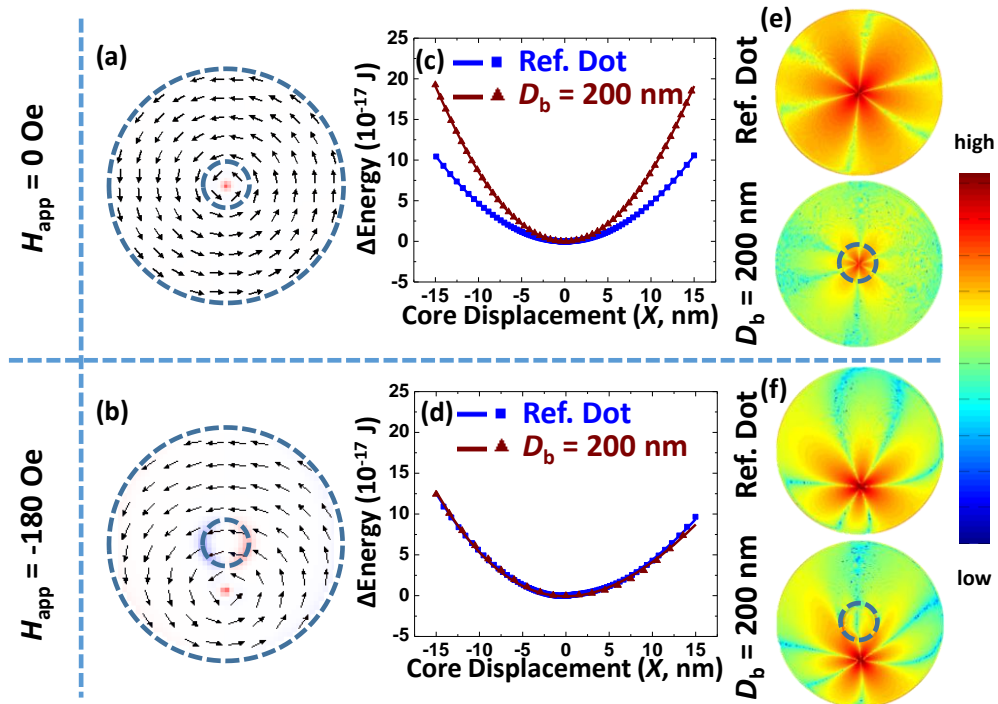 H_app = 0 Oe
(a)
(c)
Ref. Dot
D_b = 200 nm
ΔEnergy (10⁻¹⁷ J)
25
20
15
10
5
0
-5
-15 -10 -5 0 5 10 15
Core Displacement (X, nm)
(e)
Ref. Dot
D_b = 200 nm
high
H_app = -180 Oe
(b)
(d)
Ref. Dot
D_b = 200 nm
ΔEnergy (10⁻¹⁷ J)
25
20
15
10
5
0
-5
-15 -10 -5 0 5 10 15
Core Displacement (X, nm)
(f)
Ref. Dot
D_b = 200 nm
low